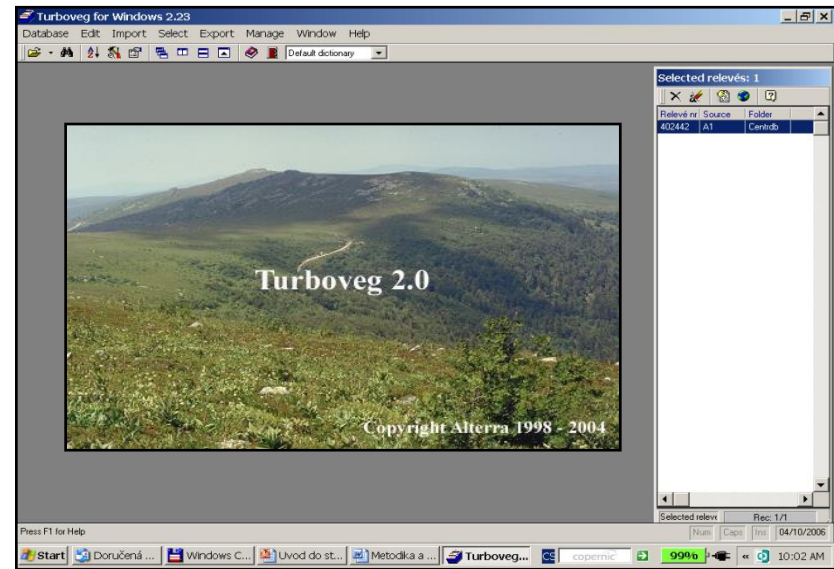 Turboveg for Windows 2.23
Database Edit Import Select Export Manage Window Help
Default dictionary
Selected relevés: 1
Relevé nr Source Folder
402442 A1 Centrdb
Turboveg 2.0
Copyright Alterra 1998 - 2004
Selected relevé Rec: 1/1
Press F1 for Help
Num Caps Ins 04/10/2006
Start Doručená ... Windows C... Uvod do st... Metodika a ... Turboveg... CS copernic 99% « 10:02 AM